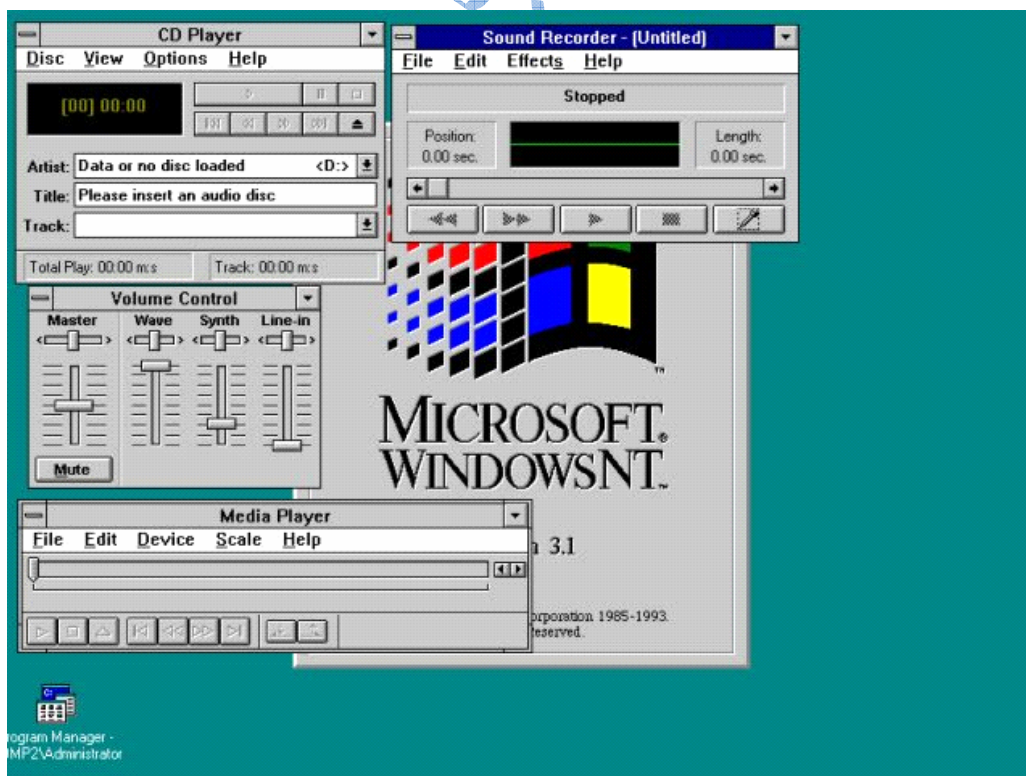 CD Player
Disc View Options Help
[00] 00:00
Artist: Data or no disc loaded <D:>
Title: Please insert an audio disc
Track:
Total Play: 00:00 m:s Track: 00:00 m:s
Sound Recorder - (Untitled)
File Edit Effects Help
Stopped
Position:
0.00 sec.
Length:
0.00 sec.
Volume Control
Master Wave Synth Line-in
Mute
MICROSOFT®
WINDOWS NT™
Media Player
File Edit Device Scale Help
3.1
orporation 1985-1993.
eserved.
C:
rogram Manager -
MP2\Administrator